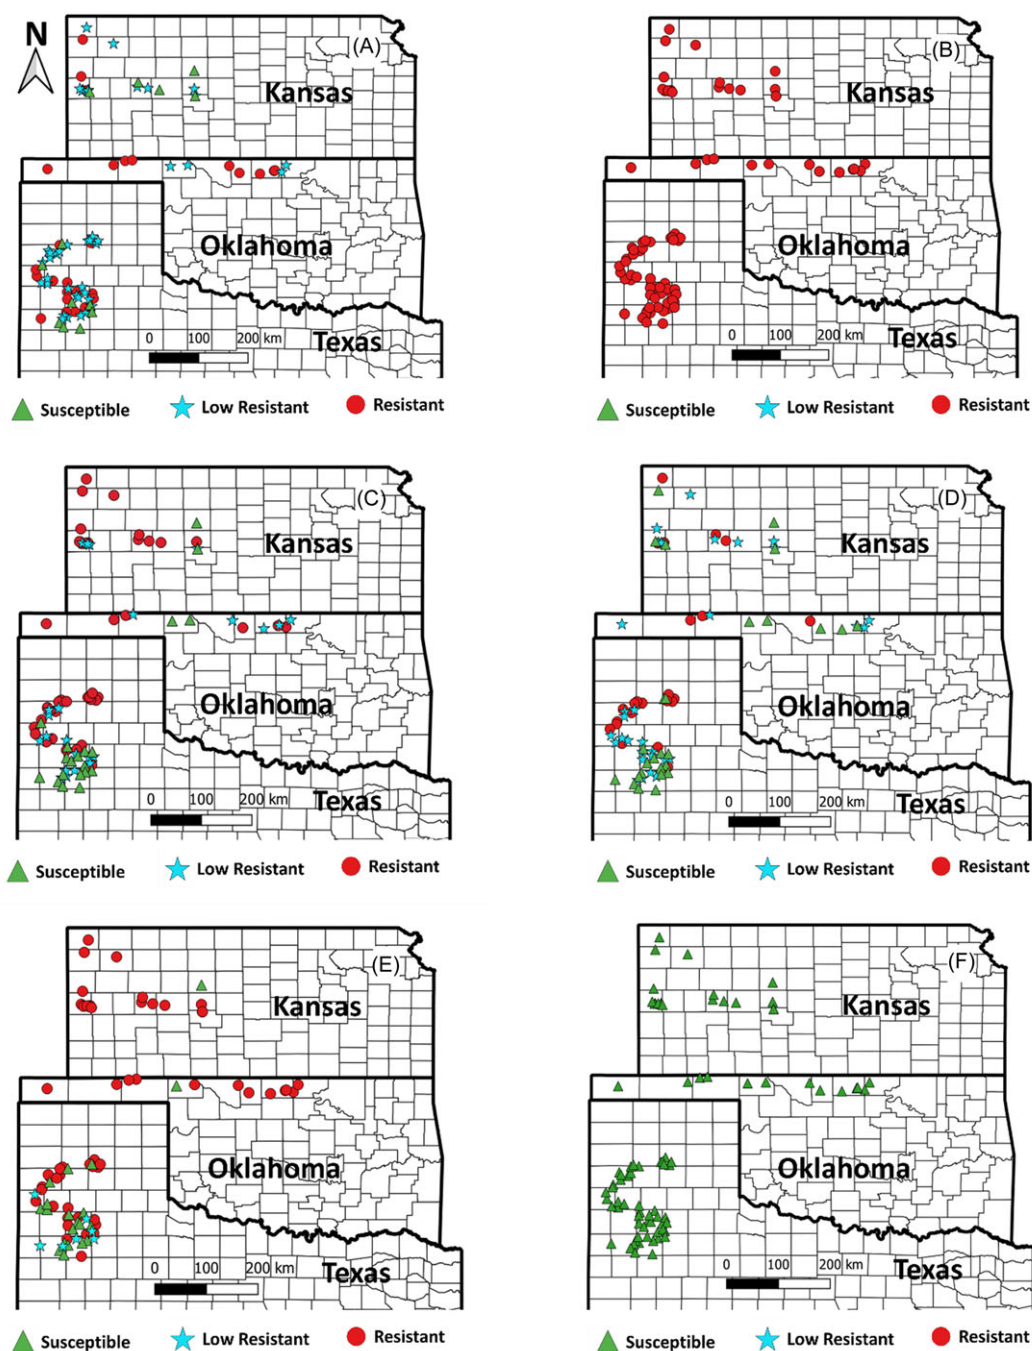 N
(A)
Kansas
Oklahoma
0 100 200 km
Texas
Susceptible Low Resistant Resistant
(B)
Kansas
Oklahoma
0 100 200 km
Texas
Susceptible Low Resistant Resistant
(C)
Kansas
Oklahoma
0 100 200 km
Texas
Susceptible Low Resistant Resistant
(D)
Kansas
Oklahoma
0 100 200 km
Texas
Susceptible Low Resistant Resistant
(E)
Kansas
Oklahoma
0 100 200 km
Texas
Susceptible Low Resistant Resistant
(F)
Kansas
Oklahoma
0 100 200 km
Texas
Susceptible Low Resistant Resistant